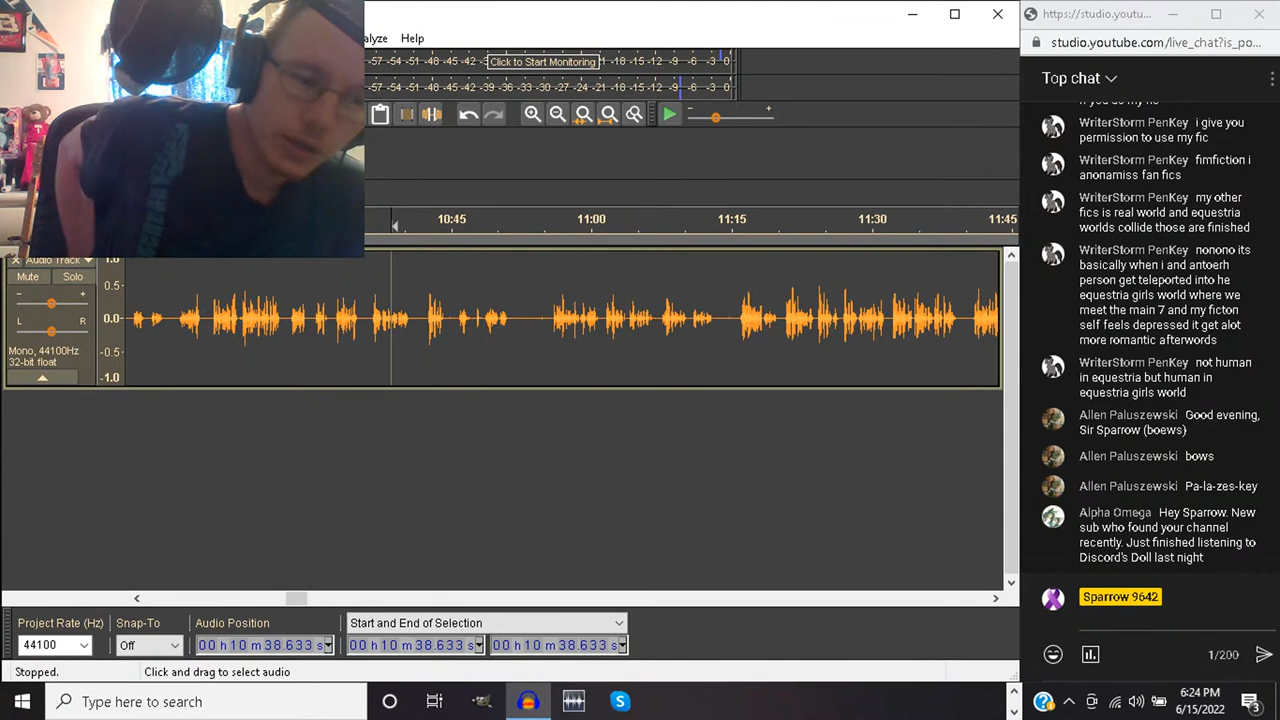 https://studio.youtu...
alyze Help
studio.youtube.com/live_chat?is_po...
-57 -54 -51 -48 -45 -42 Click to Start Monitoring -18 -15 -12 -9 -6 -3 0
Top chat
-57 -54 -51 -48 -45 -42 -39 -36 -33 -30 -27 -24 -21 -18 -15 -12 -9 -6 -3 0
WriterStorm PenKey i give you
permission to use my fic
WriterStorm PenKey fimfiction i
anonamiss fan fics
WriterStorm PenKey my other
fics is real world and equestria
worlds collide those are finished
WriterStorm PenKey nonono its
basically when i and antoerh
person get teleported into he
equestria girls world where we
meet the main 7 and my ficton
self feels depressed it get alot
more romantic afterwords
WriterStorm PenKey not human
in equestria but human in
equestria girls world
Allen Paluszewski Good evening,
Sir Sparrow (boews)
Allen Paluszewski bows
Allen Paluszewski Pa-la-zes-key
Alpha Omega Hey Sparrow. New
sub who found your channel
recently. Just finished listening to
Discord's Doll last night
Sparrow 9642
1/200
10:45 11:00 11:15 11:30 11:45
Audio Track
Mute Solo
- +
L R
Mono, 44100Hz
32-bit float
1.0
0.5
0.0
-0.5
-1.0
Project Rate (Hz) Snap-To Audio Position Start and End of Selection
44100 Off 00 h 10 m 38.633 s 00 h 10 m 38.633 s 00 h 10 m 38.633 s
Stopped. Click and drag to select audio
Type here to search
6:24 PM
6/15/2022
3